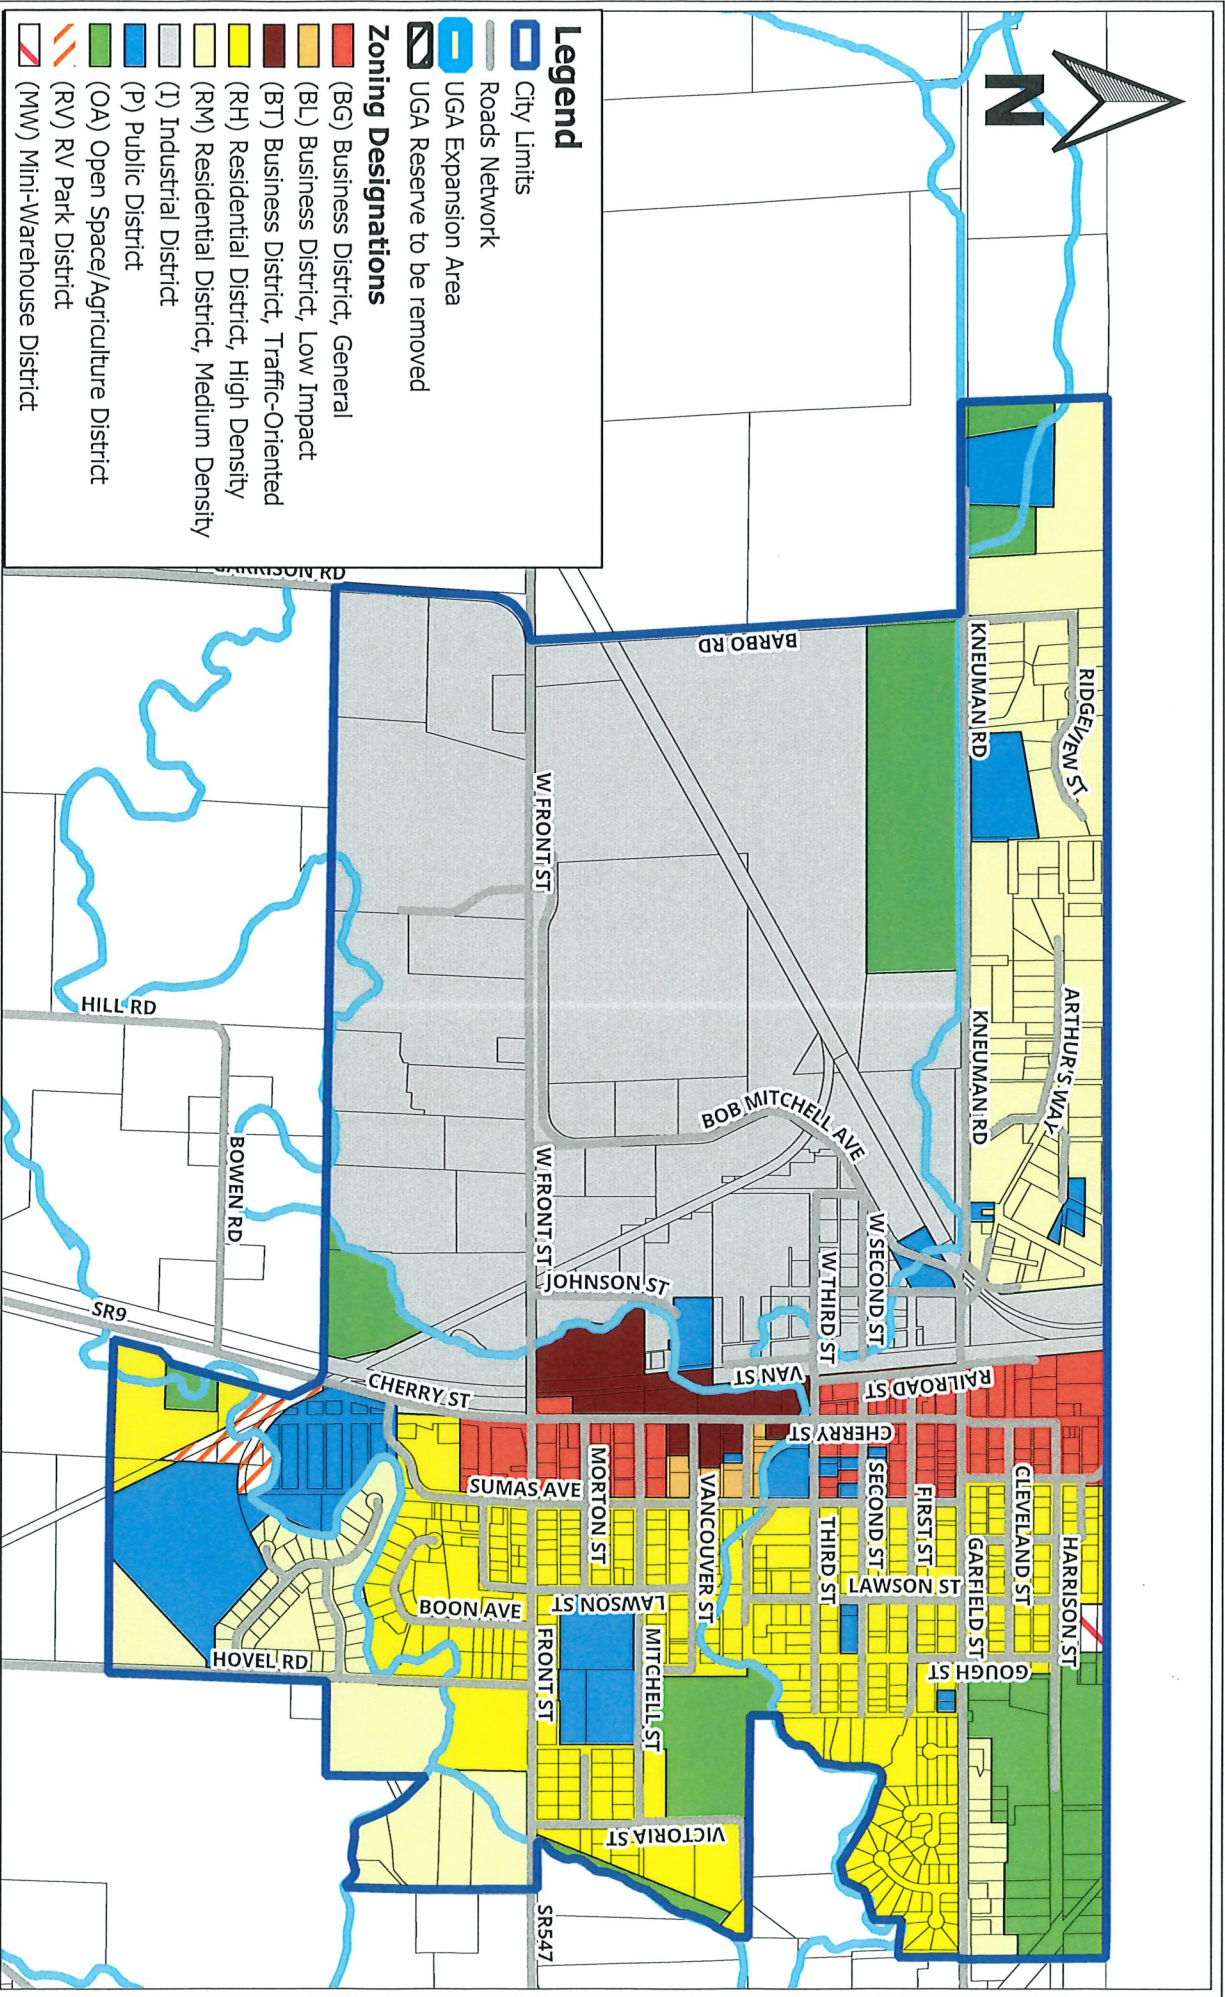 Legend
City Limits
Roads Network
UGA Expansion Area
UGA Reserve to be removed
Zoning Designations
(BG) Business District, General
(BL) Business District, Low Impact
(BT) Business District, Traffic-Oriented
(RH) Residential District, High Density
(RM) Residential District, Medium Density
(I) Industrial District
(P) Public District
(OA) Open Space/Agriculture District
(RV) RV Park District
(MW) Mini-Warehouse District
N
GARRISON RD
BARBO RD
KNEUMAN RD
RIDGEVIEW ST
W FRONT ST
HILL RD
BOWEN RD
KNEUMAN RD
ARTHUR'S WAY
BOB MITCHELL AVE
W FRONT ST
JOHNSON ST
W SECOND ST
W THIRD ST
SR9
CHERRY ST
VAN ST
RAILROAD ST
CHERRY ST
SUMAS AVE
MORTON ST
VANCOUVER ST
THIRD ST
SECOND ST
FIRST ST
GARFIELD ST
CLEVELAND ST
HARRISON ST
LAWSON ST
LAWSON ST
BOON AVE
HOVEL RD
FRONT ST
MITCHELL ST
GOUGH ST
VICTORIA ST
SR547